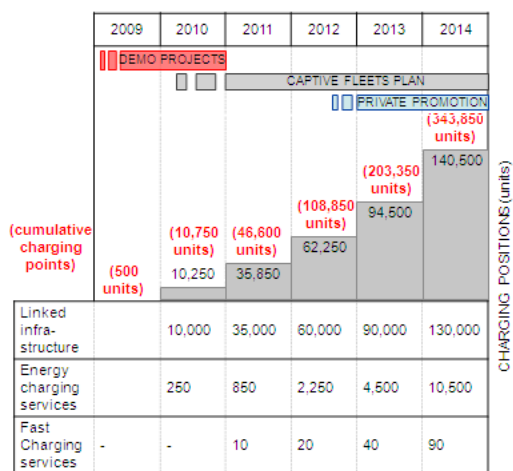 2009 2010 2011 2012 2013 2014
DEMO PROJECTS
CAPTIVE FLEETS PLAN
PRIVATE PROMOTION
(343,850
units)
140,500
(203,350
units)
94,500
(108,850
units)
62,250
(cumulative
charging
points)
(500
units)
(10,750
units)
10,250
(46,600
units)
35,850
CHARGING POSITIONS (units)
Linked
infra-
structure
10,000 35,000 60,000 90,000 130,000
Energy
charging
services
250 850 2,250 4,500 10,500
Fast
Charging
services
- - 10 20 40 90